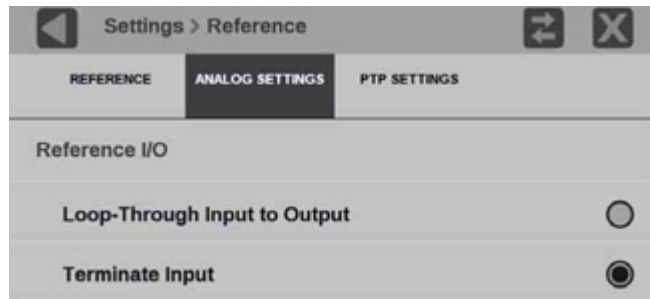 Settings > Reference
REFERENCE ANALOG SETTINGS PTP SETTINGS
Reference I/O
Loop-Through Input to Output
Terminate Input